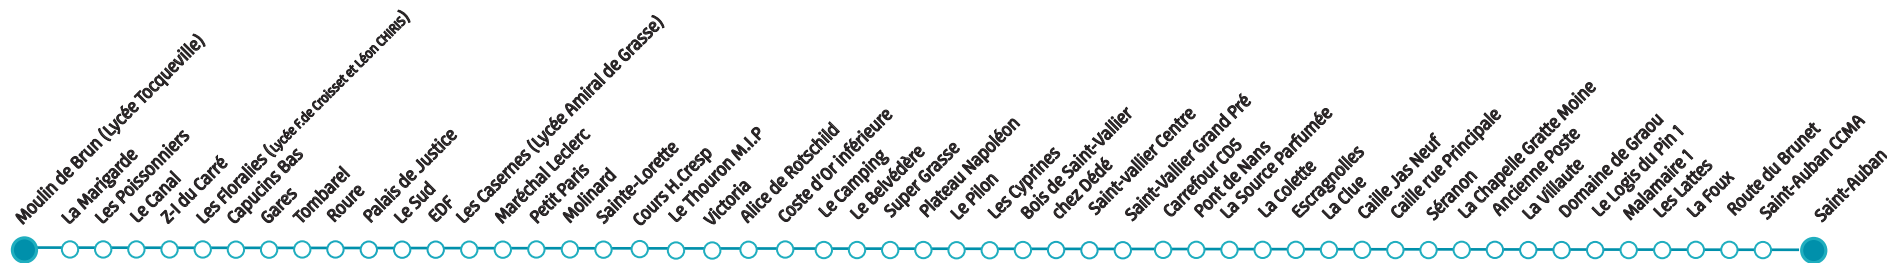 Moulin de Brun (Lycée Tocqueville)
La Marigarde
Les Poissonniers
Le Canal
Z-I du Carré
Les Floralies (Lycée F.de Croisset et Léon CHIRIS)
Capucins Bas
Gares
Tombarel
Roure
Palais de Justice
Le Sud
EDF
Les Casernes (Lycée Amiral de Grasse)
Maréchal Leclerc
Petit Paris
Molinard
Sainte-Lorette
Cours H.Cresp
Le Thouron M.I.P
Victoria
Alice de Rotschild
Coste d'Or inférieure
Le Camping
Le Belvédère
Super Grasse
Plateau Napoléon
Le Pilon
Les Cyprines
Bois de Saint-Vallier
chez Dédé
Saint-Vallier Centre
Saint-Vallier Grand Pré
Carrefour CD5
Pont de Nans
La Source Parfumée
La Colette
Escragnolles
La Clue
Caille Jas Neuf
Caille rue Principale
Séranon
La Chapelle Gratte Moine
Ancienne Poste
La Villaute
Domaine de Graou
Le Logis du Pin 1
Malamaire 1
Les Lattes
La Foux
Route du Brunet
Saint-Auban CCMA
Saint-Auban